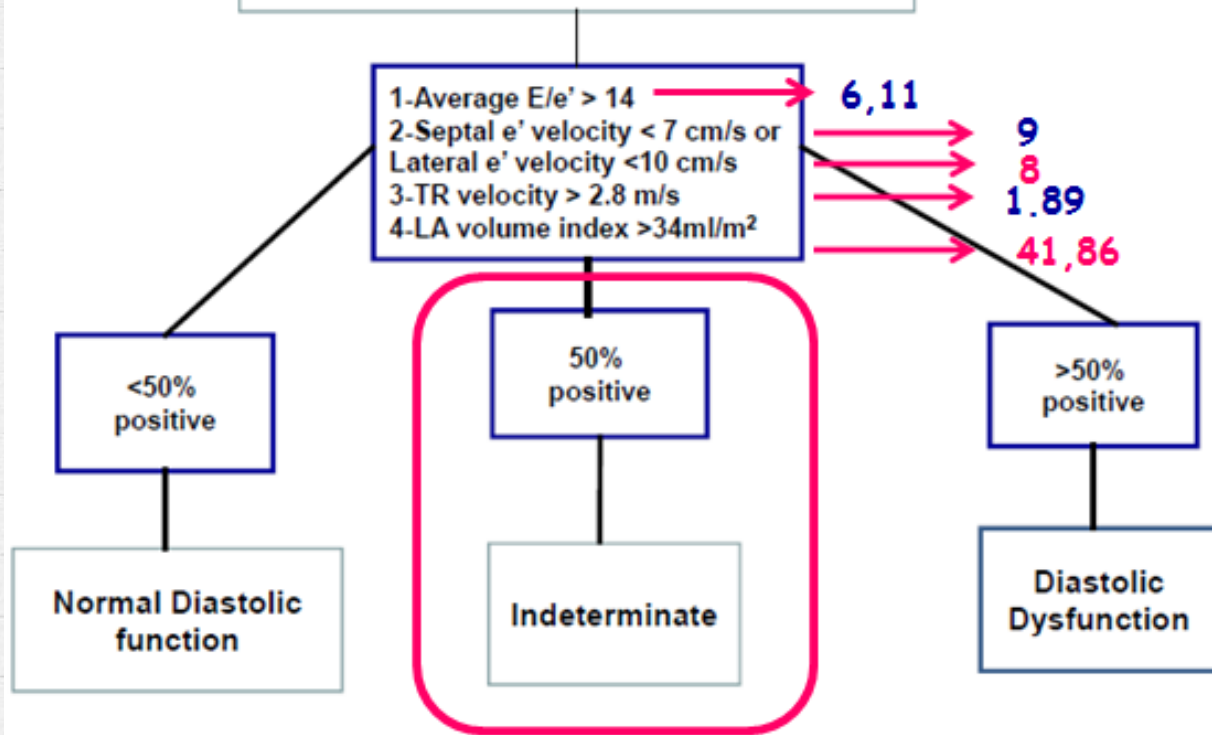 1-Average E/e' > 14
6,11
2-Septal e' velocity < 7 cm/s or
9
Lateral e' velocity <10 cm/s
8
3-TR velocity > 2.8 m/s
1.89
4-LA volume index >34ml/m²
41,86
<50%
positive
50%
positive
>50%
positive
Normal Diastolic
function
Indeterminate
Diastolic
Dysfunction